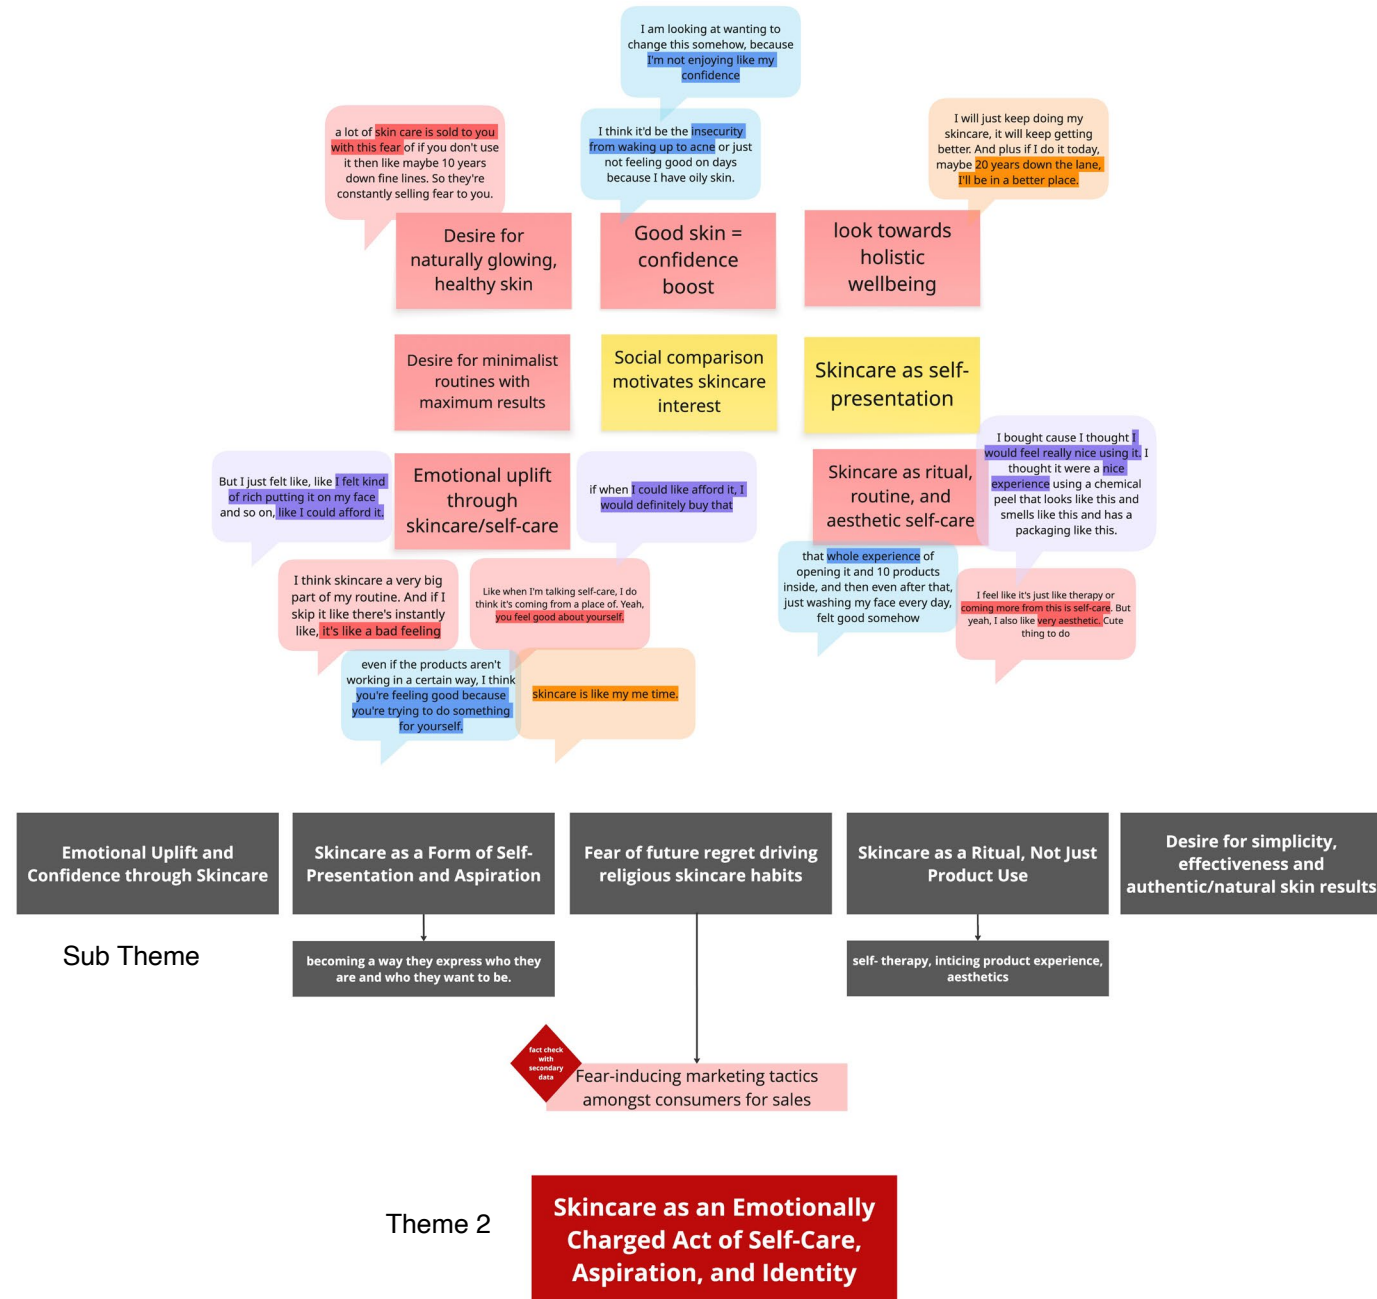 I am looking at wanting to
change this somehow, because
I'm not enjoying like my
confidence
a lot of skin care is sold to you
with this fear of if you don't use
it then like maybe 10 years
down fine lines. So they're
constantly selling fear to you.
I think it'd be the insecurity
from waking up to acne or just
not feeling good on days
because I have oily skin.
I will just keep doing my
skincare, it will keep getting
better. And plus if I do it today,
maybe 20 years down the lane,
I'll be in a better place.
Desire for
naturally glowing,
healthy skin
Good skin =
confidence
boost
look towards
holistic
wellbeing
Desire for minimalist
routines with
maximum results
Social comparison
motivates skincare
interest
Skincare as self-
presentation
But I just felt like, like I felt kind
of rich putting it on my face
and so on, like I could afford it.
Emotional uplift
through
skincare/self-care
if when I could like afford it, I
would definitely buy that
Skincare as ritual,
routine, and
aesthetic self-care
I bought cause I thought I
would feel really nice using it. I
thought it were a nice
experience using a chemical
peel that looks like this and
smells like this and has a
packaging like this.
I think skincare a very big
part of my routine. And if I
skip it like there's instantly
like, it's like a bad feeling
Like when I'm talking self-care, I do
think it's coming from a place of. Yeah,
you feel good about yourself.
that whole experience of
opening it and 10 products
inside, and then even after that,
just washing my face every day,
felt good somehow
I feel like it's just like therapy or
coming more from this is self-care. But
yeah, I also like very aesthetic. Cute
thing to do
even if the products aren't
working in a certain way, I think
you're feeling good because
you're trying to do something
for yourself.
skincare is like my me time.
Emotional Uplift and
Confidence through Skincare
Skincare as a Form of Self-
Presentation and Aspiration
Fear of future regret driving
religious skincare habits
Skincare as a Ritual, Not Just
Product Use
Desire for simplicity,
effectiveness and
authentic/natural skin results
Sub Theme
becoming a way they express who they
are and who they want to be.
self- therapy, inticing product experience,
aesthetics
fact check
with
secondary
data
Fear-inducing marketing tactics
amongst consumers for sales
Theme 2
Skincare as an Emotionally
Charged Act of Self-Care,
Aspiration, and Identity